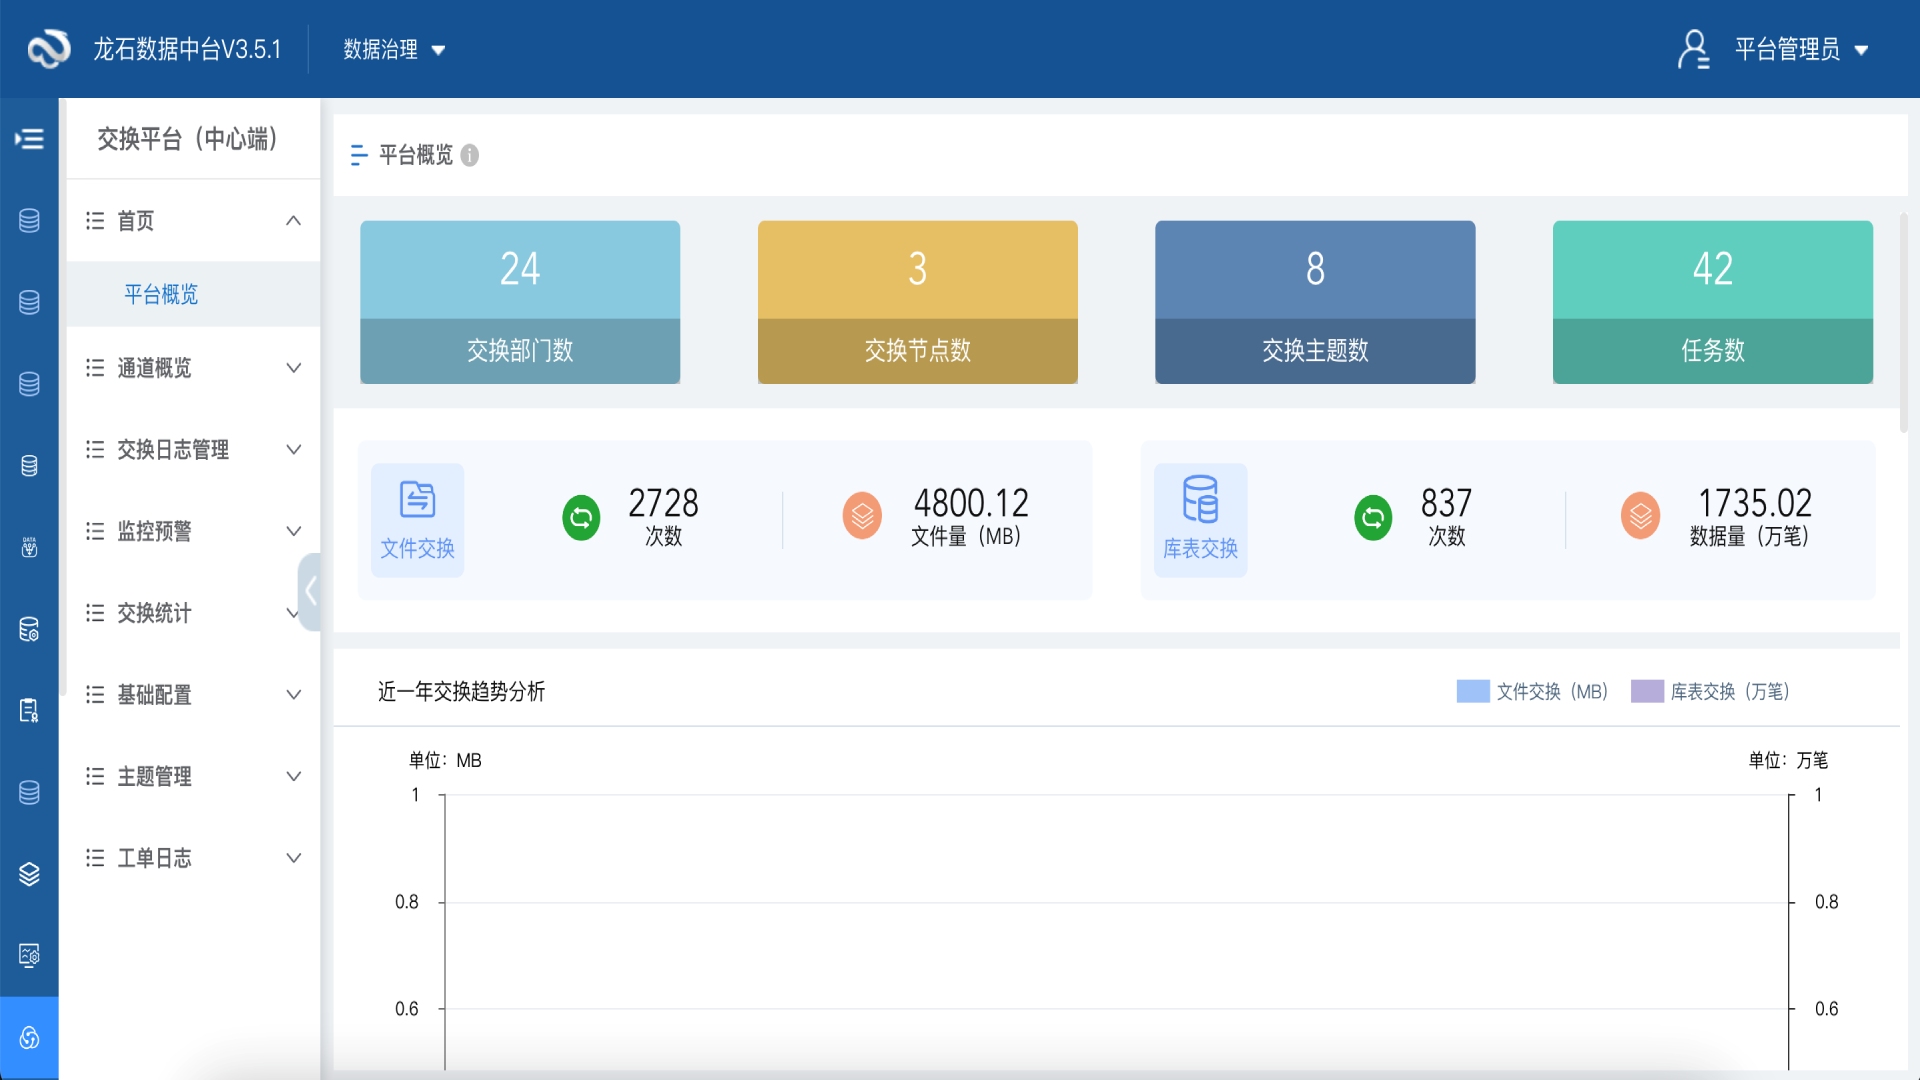 龙石数据中台V3.5.1
数据治理
平台管理员
交换平台（中心端）
首页
平台概览
通道概览
交换日志管理
监控预警
交换统计
基础配置
主题管理
工单日志
DATA
平台概览
24
交换部门数
3
交换节点数
8
交换主题数
42
任务数
文件交换
2728
次数
4800.12
文件量（MB）
库表交换
837
次数
1735.02
数据量（万笔）
近一年交换趋势分析
文件交换（MB）
库表交换（万笔）
单位：MB
单位：万笔
1
1
0.8
0.8
0.6
0.6